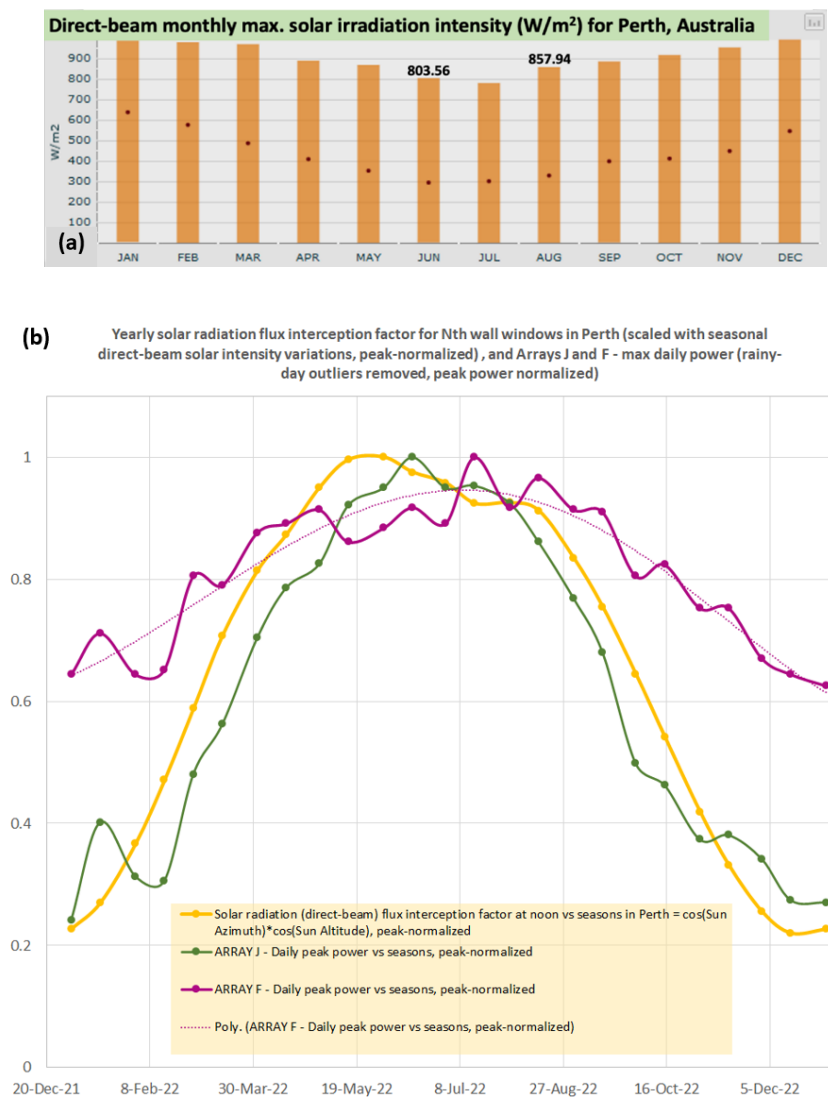 Direct-beam monthly max. solar irradiation intensity (W/m²) for Perth, Australia
900
800
700
600
500
400
300
200
100
W/m2
803.56
857.94
(a)
JAN FEB MAR APR MAY JUN JUL AUG SEP OCT NOV DEC
(b)
Yearly solar radiation flux interception factor for Nth wall windows in Perth (scaled with seasonal
direct-beam solar intensity variations, peak-normalized) , and Arrays J and F - max daily power (rainy-
day outliers removed, peak power normalized)
1
0.8
0.6
0.4
0.2
0
Solar radiation (direct-beam) flux interception factor at noon vs seasons in Perth = cos(Sun
Azimuth)*cos(Sun Altitude), peak-normalized
ARRAY J - Daily peak power vs seasons, peak-normalized
ARRAY F - Daily peak power vs seasons, peak-normalized
Poly. (ARRAY F - Daily peak power vs seasons, peak-normalized)
20-Dec-21 8-Feb-22 30-Mar-22 19-May-22 8-Jul-22 27-Aug-22 16-Oct-22 5-Dec-22